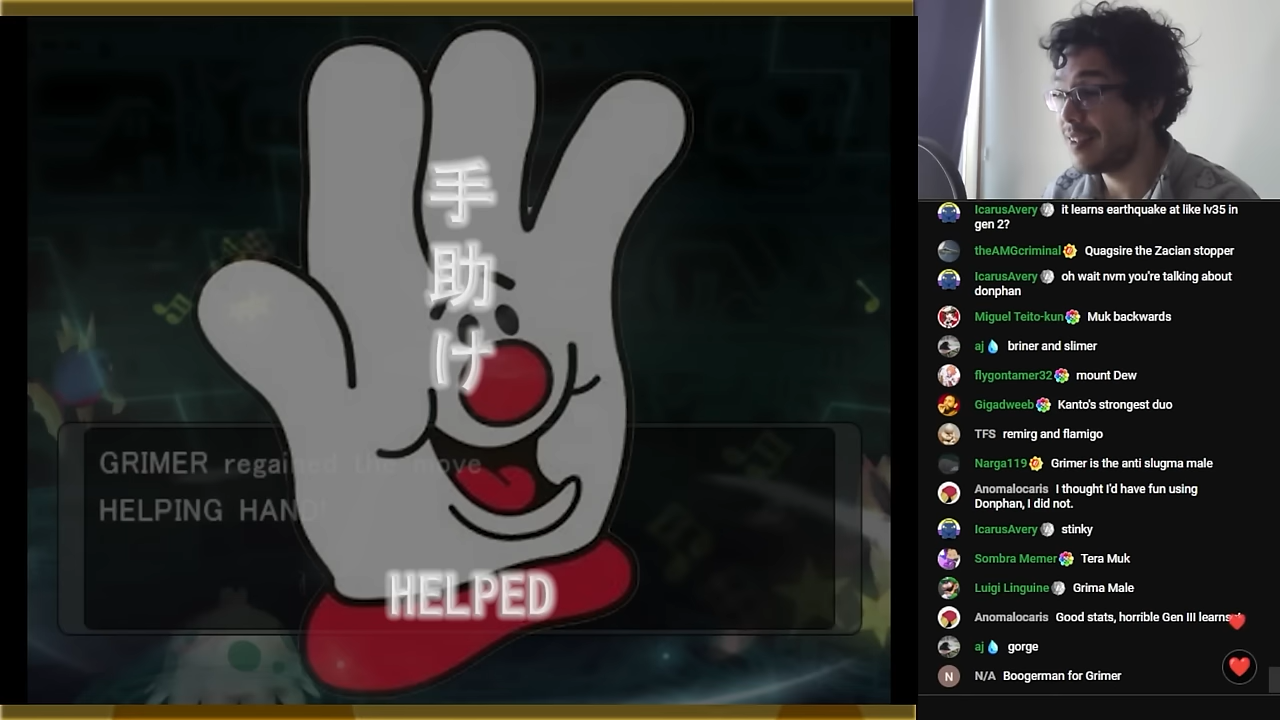 手助け
GRIMER regained the move
HELPING HAND!
HELPED
IcarusAvery it learns earthquake at like lv35 in
gen 2?
theAMGcriminal Quagsire the Zacian stopper
IcarusAvery oh wait nvm you're talking about
donphan
Miguel Teito-kun Muk backwards
aj briner and slimer
flygontamer32 mount Dew
Gigadweeb Kanto's strongest duo
TFS remirg and flamigo
Narga119 Grimer is the anti slugma male
Anomalocaris I thought I'd have fun using
Donphan, I did not.
IcarusAvery stinky
Sombra Memer Tera Muk
Luigi Linguine Grima Male
Anomalocaris Good stats, horrible Gen III
aj gorge
N N/A Boogerman for Grimer